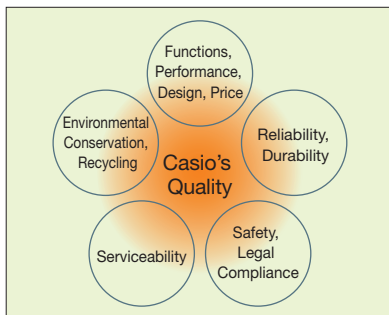 Functions,
Performance,
Design, Price
Environmental
Conservation,
Recycling
Reliability,
Durability
Casio's
Quality
Serviceability
Safety,
Legal
Compliance